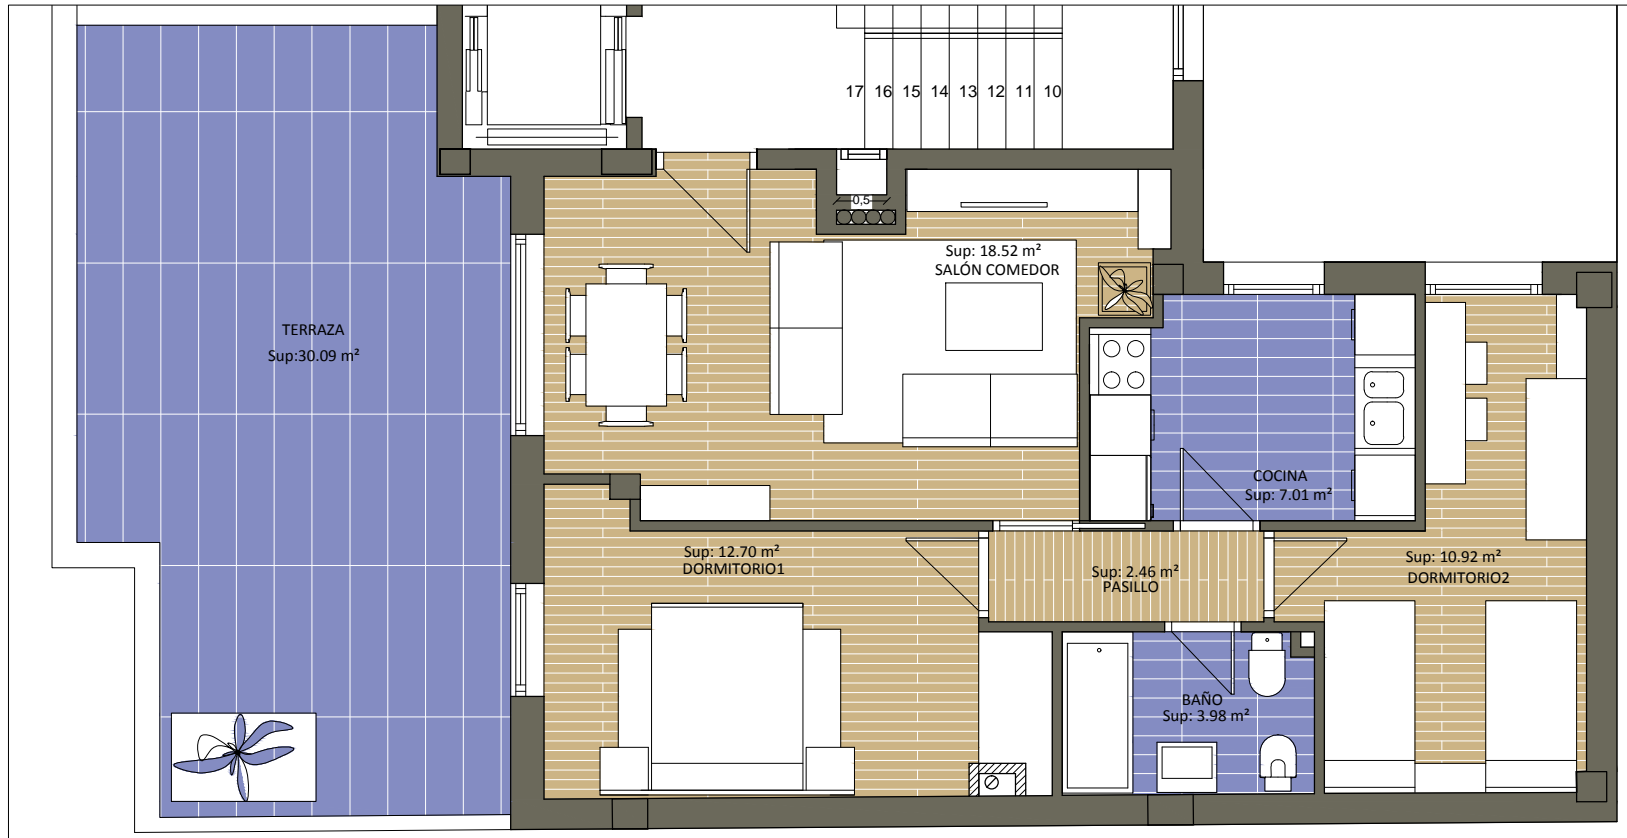 17 16 15 14 13 12 11 10
0,5
Sup: 18.52 m²
SALÓN COMEDOR
TERRAZA
Sup:30.09 m²
COCINA
Sup: 7.01 m²
Sup: 12.70 m²
DORMITORIO1
Sup: 2.46 m²
PASILLO
Sup: 10.92 m²
DORMITORIO2
BAÑO
Sup: 3.98 m²